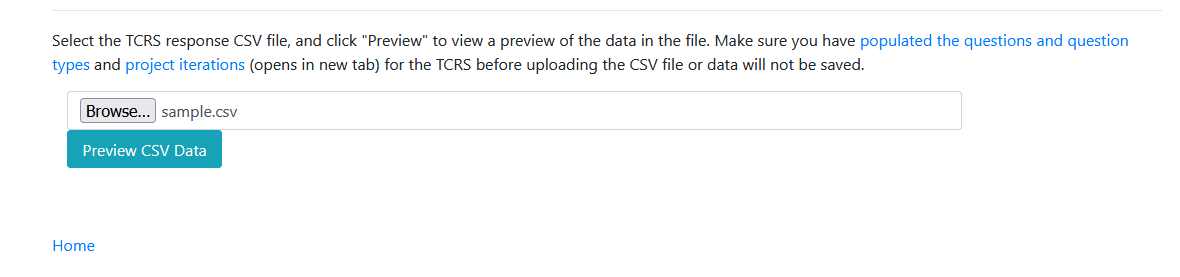 Select the TCRS response CSV file, and click "Preview" to view a preview of the data in the file. Make sure you have populated the questions and question
types and project iterations (opens in new tab) for the TCRS before uploading the CSV file or data will not be saved.
Browse... sample.csv
Preview CSV Data
Home